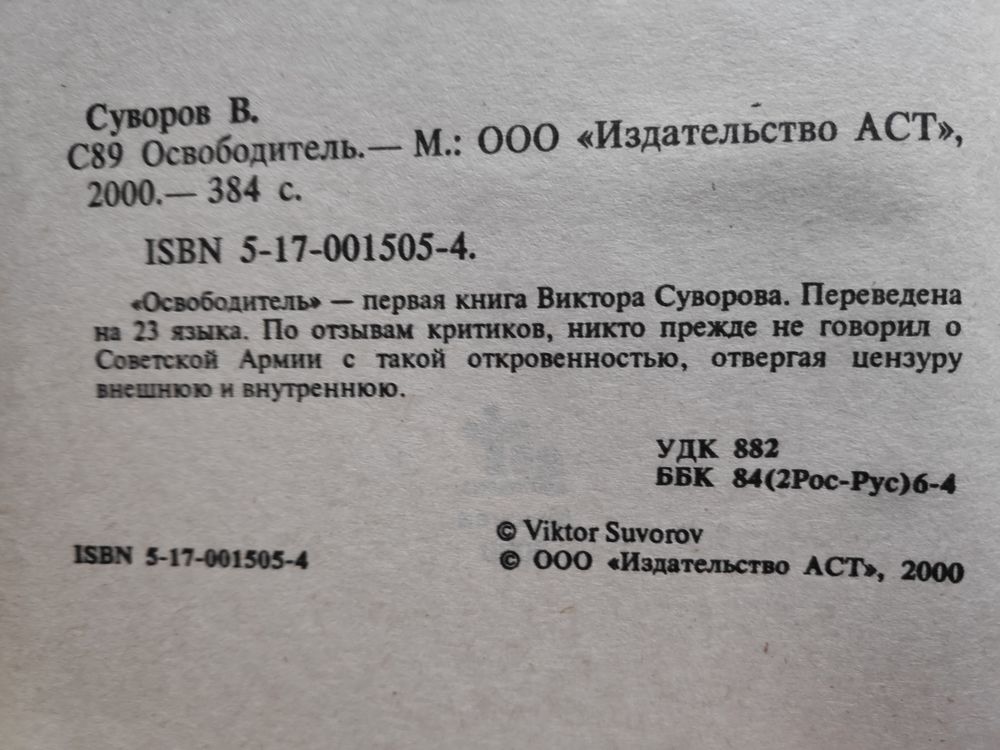 Суворов В.
С89 Освободитель.— М.: ООО «Издательство АСТ»,
2000.— 384 с.
ISBN 5-17-001505-4.
«Освободитель» — первая книга Виктора Суворова. Переведена
на 23 языка. По отзывам критиков, никто прежде не говорил о
Советской Армии с такой откровенностью, отвергая цензуру
внешнюю и внутреннюю.
УДК 882
ББК 84(2Рос-Рус)6-4
© Viktor Suvorov
ISBN 5-17-001505-4
© ООО «Издательство АСТ», 2000